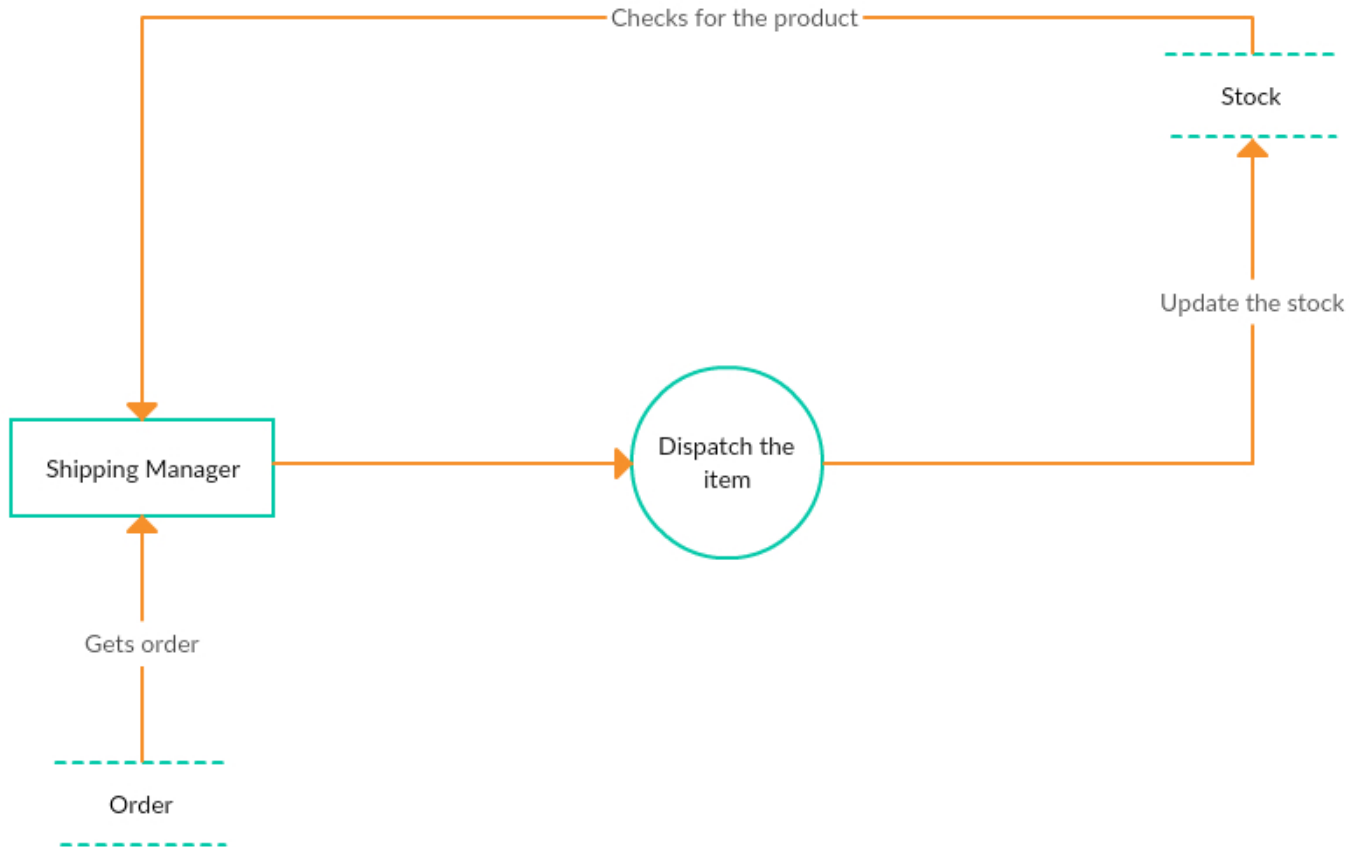 Checks for the product
Stock
Update the stock
Dispatch the
item
Shipping Manager
Gets order
Order